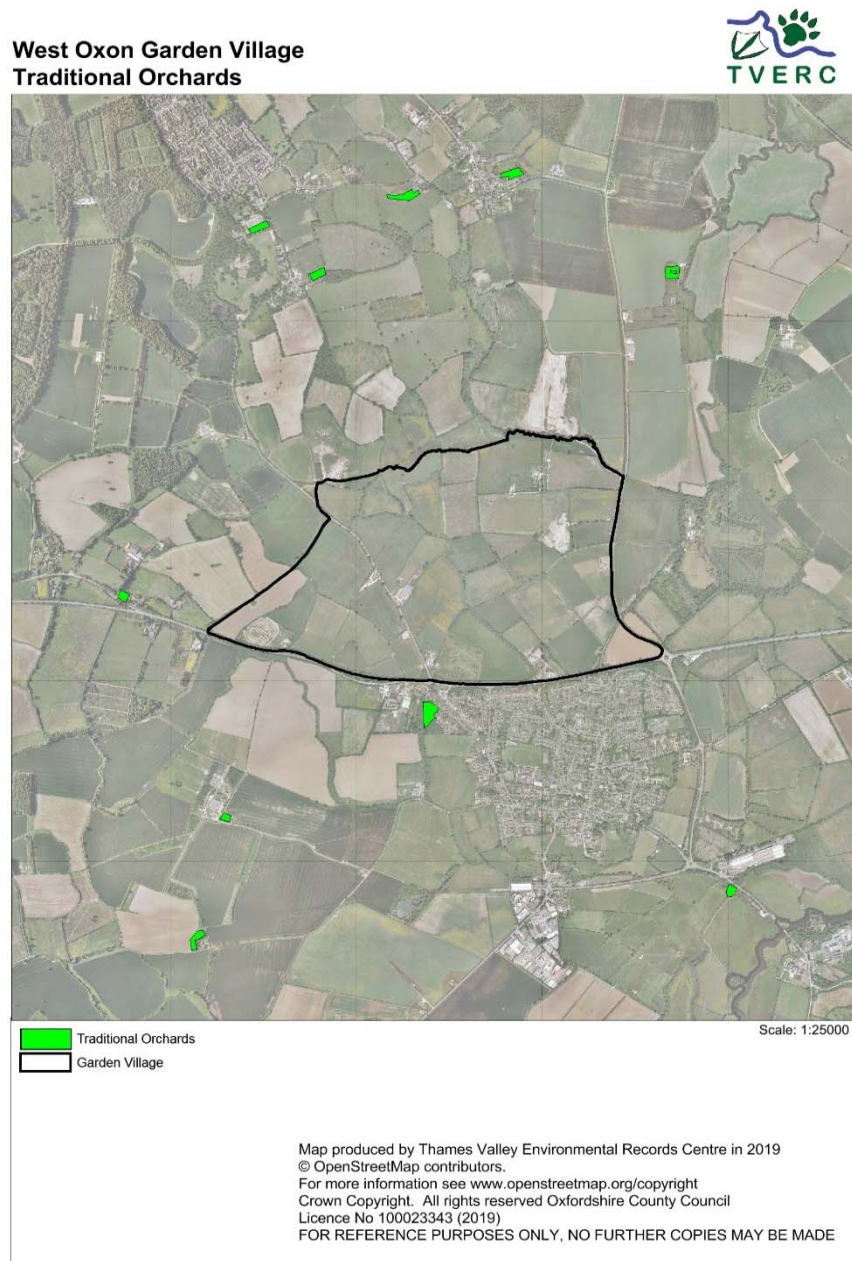 West Oxon Garden Village
Traditional Orchards
TVERC
Scale: 1:25000
Traditional Orchards
Garden Village
Map produced by Thames Valley Environmental Records Centre in 2019
© OpenStreetMap contributors.
For more information see www.openstreetmap.org/copyright
Crown Copyright.  All rights reserved Oxfordshire County Council
Licence No 100023343 (2019)
FOR REFERENCE PURPOSES ONLY, NO FURTHER COPIES MAY BE MADE